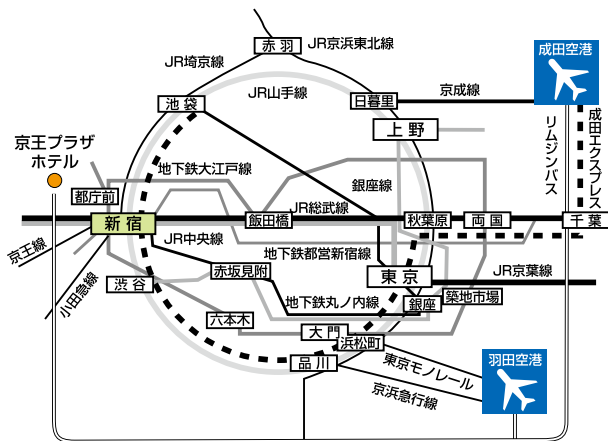 赤羽
JR京浜東北線
JR埼京線
成田空港
JR山手線
京成線
池袋
日暮里
上野
リムジンバス
成田エクスプレス
京王プラザ
ホテル
地下鉄大江戸線
銀座線
都庁前
JR総武線
新宿
飯田橋
秋葉原
両国
千葉
JR中央線
京王線
地下鉄都営新宿線
赤坂見附
東京
JR京葉線
小田急線
渋谷
地下鉄丸ノ内線
銀座
築地市場
六本木
大門
浜松町
品川
東京モノレール
羽田空港
京浜急行線